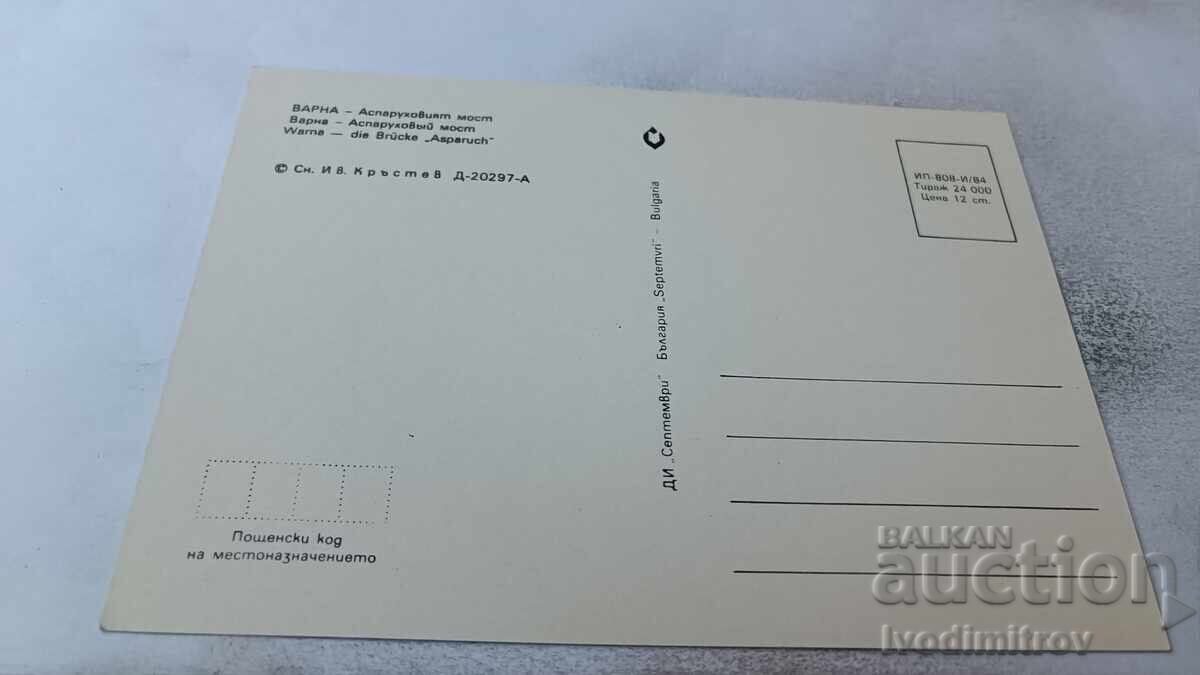 ВАРНА – Аспаруховият мост
Варна – Аспаруховый мост
Warna — die Brücke „Asparuch"
© Сн. Ив. Кръстев Д-20297-А
ДИ „Септември" България „Septemvri" – Bulgaria
ИП-808-И/84
Тираж 24 000
Цена 12 ст.
Пощенски код
на местоназначението
BALKAN
auction
Ivodimitrov